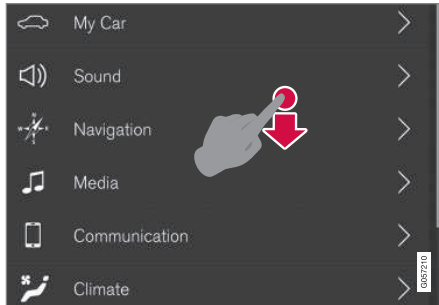 My Car
Sound
Navigation
Media
Communication
Climate
G057210